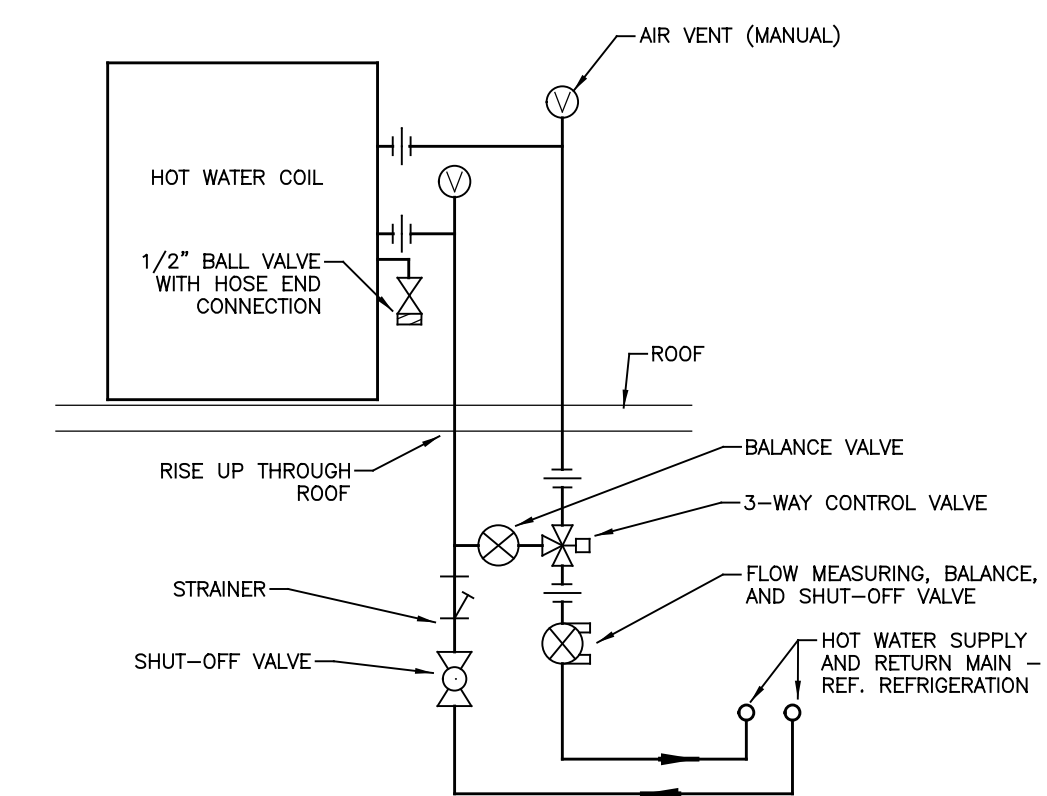 AIR VENT (MANUAL)
V
HOT WATER COIL
V
1/2" BALL VALVE
WITH HOSE END
CONNECTION
ROOF
RISE UP THROUGH
ROOF
BALANCE VALVE
3-WAY CONTROL VALVE
STRAINER
FLOW MEASURING, BALANCE,
AND SHUT-OFF VALVE
SHUT-OFF VALVE
HOT WATER SUPPLY
AND RETURN MAIN -
REF. REFRIGERATION